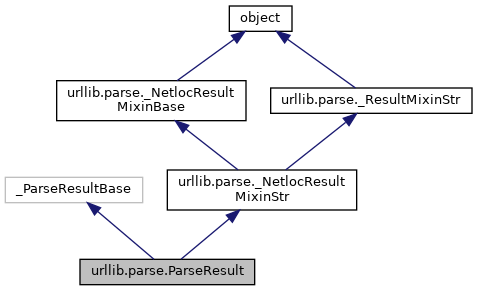 object
urllib.parse._NetlocResult
MixinBase
urllib.parse._ResultMixinStr
_ParseResultBase
urllib.parse._NetlocResult
MixinStr
urllib.parse.ParseResult